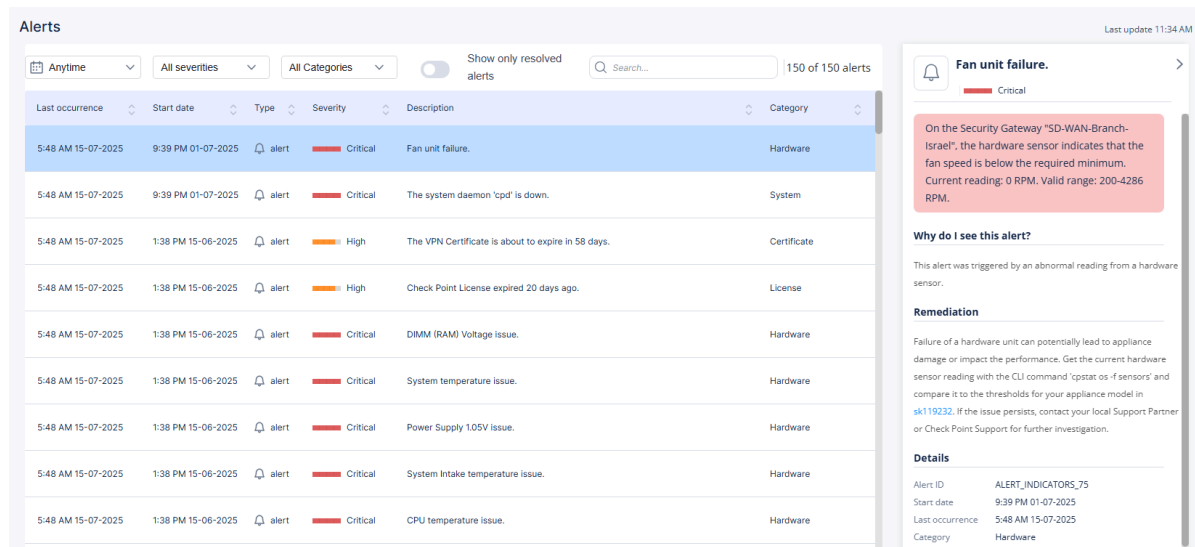 Alerts
Last update 11:34 AM
Anytime
All severities
All Categories
Show only resolved
alerts
Search...
150 of 150 alerts
Last occurrence Start date Type Severity Description Category
5:48 AM 15-07-2025 9:39 PM 01-07-2025 alert Critical Fan unit failure. Hardware
5:48 AM 15-07-2025 9:39 PM 01-07-2025 alert Critical The system daemon 'cpd' is down. System
5:48 AM 15-07-2025 1:38 PM 15-06-2025 alert High The VPN Certificate is about to expire in 58 days. Certificate
5:48 AM 15-07-2025 1:38 PM 15-06-2025 alert High Check Point License expired 20 days ago. License
5:48 AM 15-07-2025 1:38 PM 15-06-2025 alert Critical DIMM (RAM) Voltage issue. Hardware
5:48 AM 15-07-2025 1:38 PM 15-06-2025 alert Critical System temperature issue. Hardware
5:48 AM 15-07-2025 1:38 PM 15-06-2025 alert Critical Power Supply 1.05V issue. Hardware
5:48 AM 15-07-2025 1:38 PM 15-06-2025 alert Critical System Intake temperature issue. Hardware
5:48 AM 15-07-2025 1:38 PM 15-06-2025 alert Critical CPU temperature issue. Hardware
Fan unit failure.
Critical
On the Security Gateway "SD-WAN-Branch-
Israel", the hardware sensor indicates that the
fan speed is below the required minimum.
Current reading: 0 RPM. Valid range: 200-4286
RPM.
Why do I see this alert?
This alert was triggered by an abnormal reading from a hardware
sensor.
Remediation
Failure of a hardware unit can potentially lead to appliance
damage or impact the performance. Get the current hardware
sensor reading with the CLI command 'cpstat os -f sensors' and
compare it to the thresholds for your appliance model in
sk119232. If the issue persists, contact your local Support Partner
or Check Point Support for further investigation.
Details
Alert ID ALERT_INDICATORS_75
Start date 9:39 PM 01-07-2025
Last occurrence 5:48 AM 15-07-2025
Category Hardware